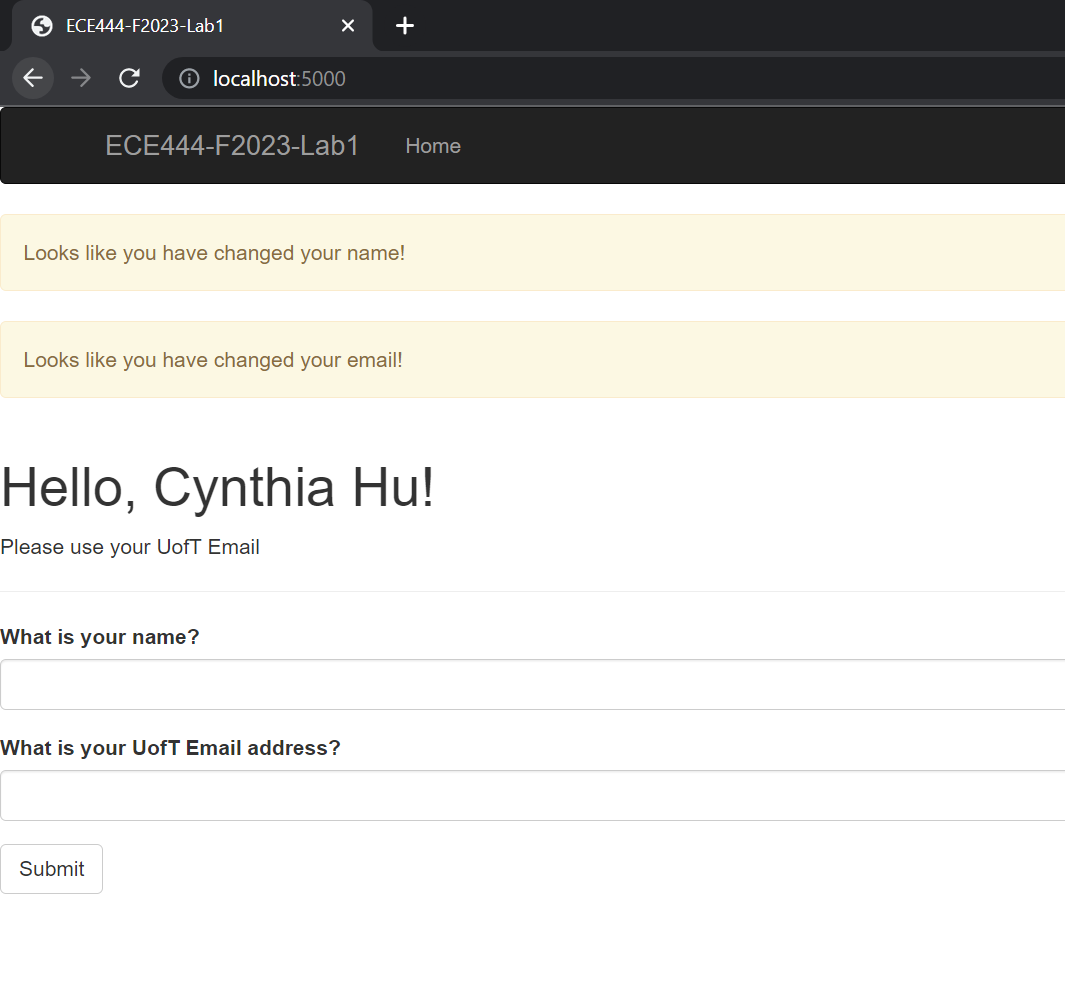 ECE444-F2023-Lab1
localhost:5000
ECE444-F2023-Lab1 Home
Looks like you have changed your name!
Looks like you have changed your email!
Hello, Cynthia Hu!
Please use your UofT Email
What is your name?
What is your UofT Email address?
Submit